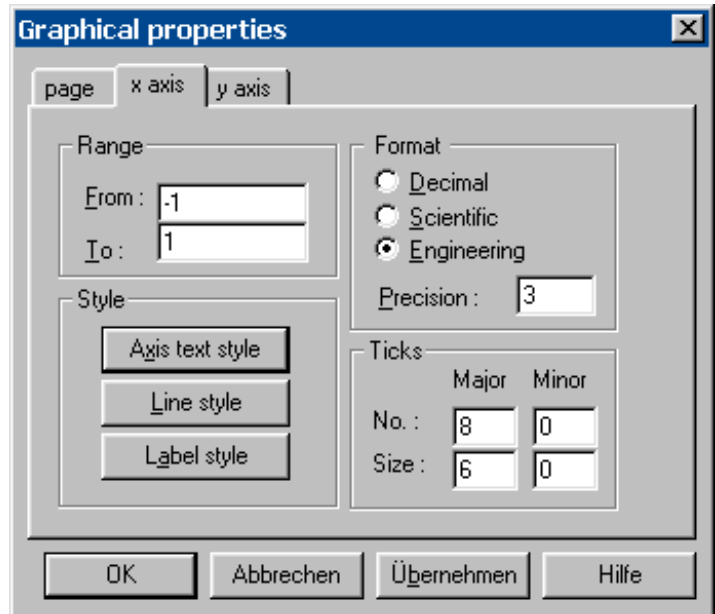 Graphical properties
page x axis y axis
Range
From : -1
To : 1
Style
Axis text style
Line style
Label style
Format
Decimal
Scientific
Engineering
Precision : 3
Ticks
Major Minor
No. : 8 0
Size : 6 0
OK Abbrechen Übernehmen Hilfe